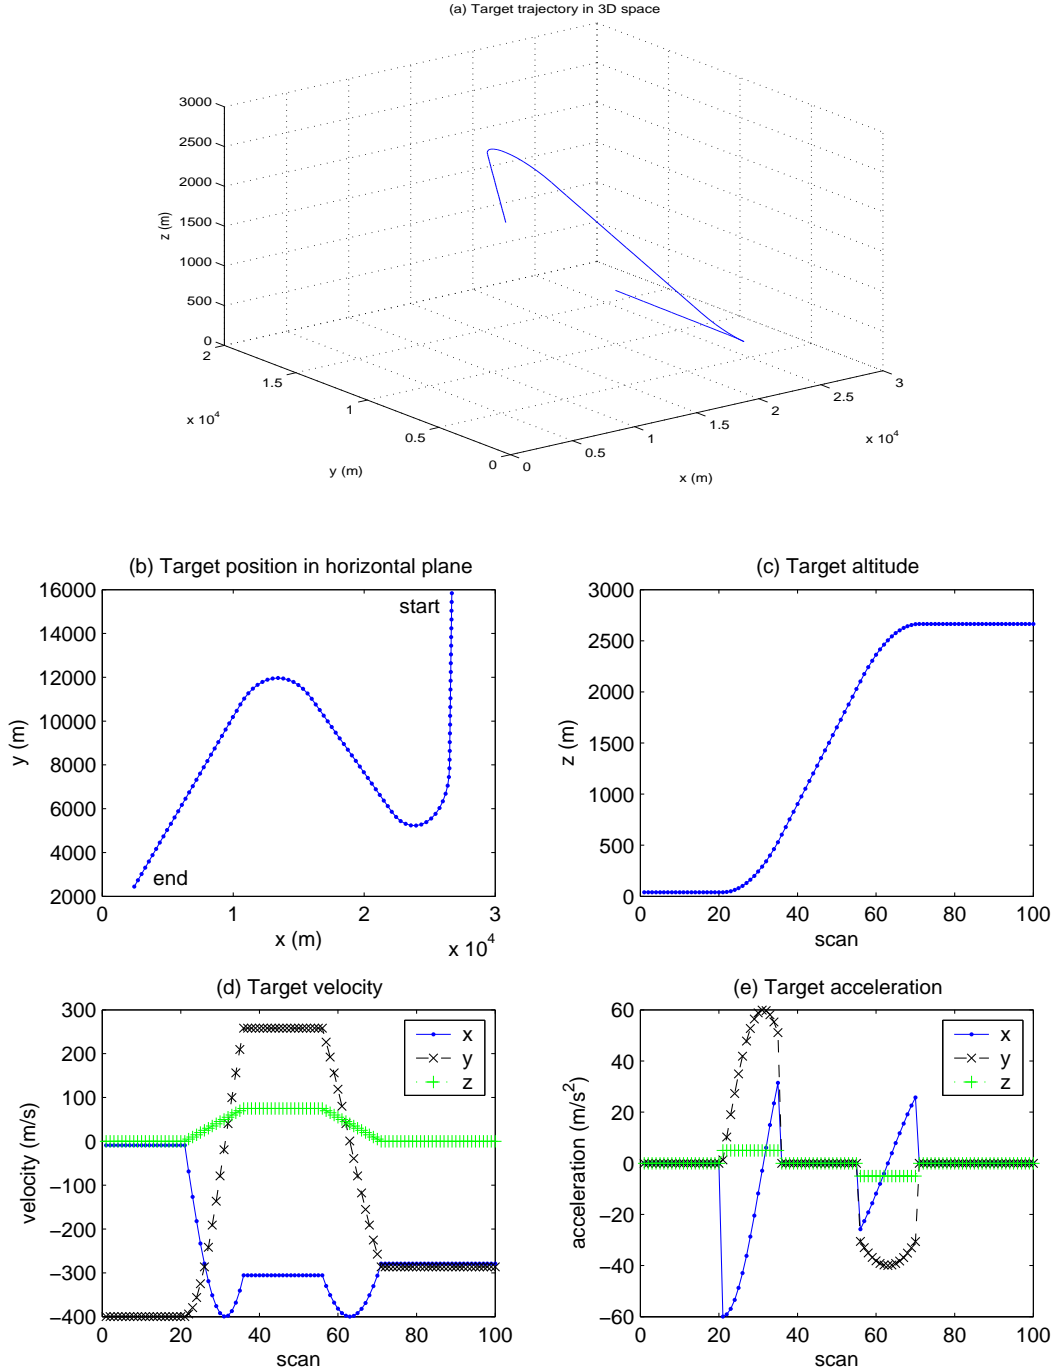 (a) Target trajectory in 3D space
3000
2500
2000
1500
1000
500
0
z (m)
2
1.5
1
0.5
0
x 10^4
y (m)
0
0.5
1
1.5
2
2.5
3
x 10^4
x (m)
(b) Target position in horizontal plane
16000
14000
12000
10000
8000
6000
4000
2000
y (m)
start
end
0
1
2
3
x (m)
x 10^4
(c) Target altitude
3000
2500
2000
1500
1000
500
0
z (m)
0
20
40
60
80
100
scan
(d) Target velocity
300
200
100
0
−100
−200
−300
−400
velocity (m/s)
x
y
z
0
20
40
60
80
100
scan
(e) Target acceleration
60
40
20
0
−20
−40
−60
acceleration (m/s^2)
x
y
z
0
20
40
60
80
100
scan